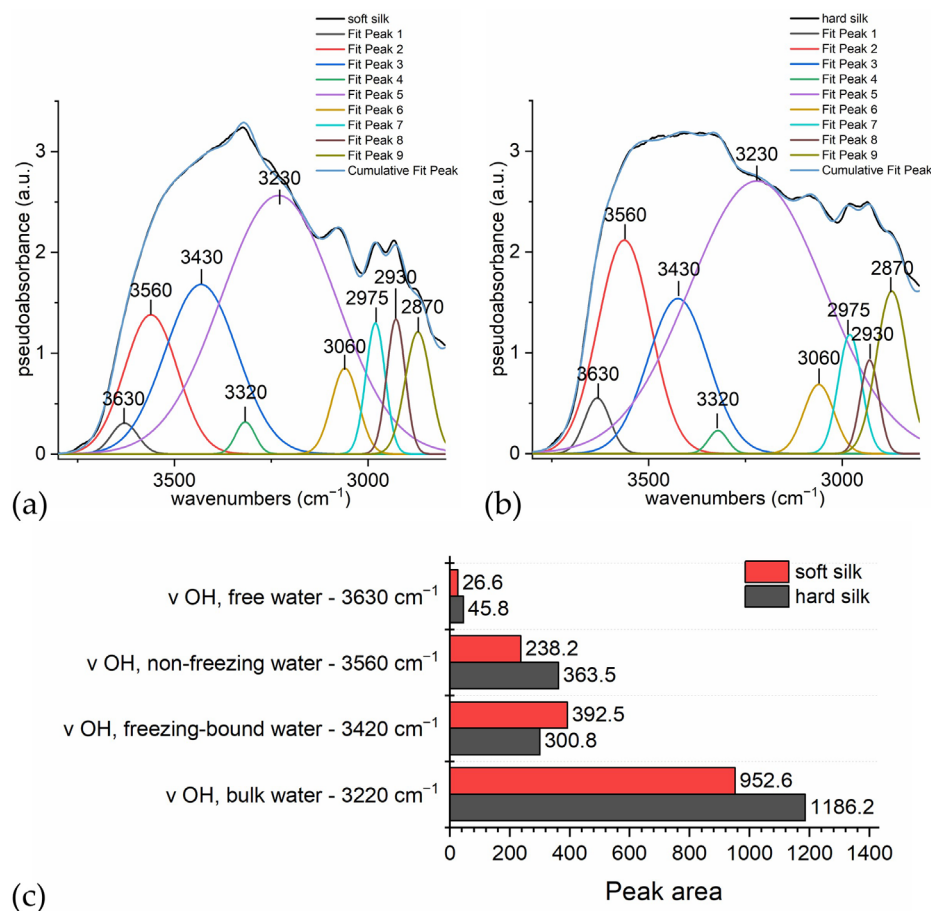 soft silk
Fit Peak 1
Fit Peak 2
Fit Peak 3
Fit Peak 4
Fit Peak 5
Fit Peak 6
Fit Peak 7
Fit Peak 8
Fit Peak 9
Cumulative Fit Peak
pseudoabsorbance (a.u.)
3
2
1
0
3630
3560
3430
3320
3230
3060
2975
2930
2870
3500
3000
wavenumbers (cm⁻¹)
(a)
hard silk
Fit Peak 1
Fit Peak 2
Fit Peak 3
Fit Peak 4
Fit Peak 5
Fit Peak 6
Fit Peak 7
Fit Peak 8
Fit Peak 9
Cumulative Fit Peak
pseudoabsorbance (a.u.)
3
2
1
0
3630
3560
3430
3320
3230
3060
2975
2930
2870
3500
3000
wavenumbers (cm⁻¹)
(b)
soft silk
hard silk
v OH, free water - 3630 cm⁻¹
26.6
45.8
v OH, non-freezing water - 3560 cm⁻¹
238.2
363.5
v OH, freezing-bound water - 3420 cm⁻¹
392.5
300.8
v OH, bulk water - 3220 cm⁻¹
952.6
1186.2
0 200 400 600 800 1000 1200 1400
Peak area
(c)